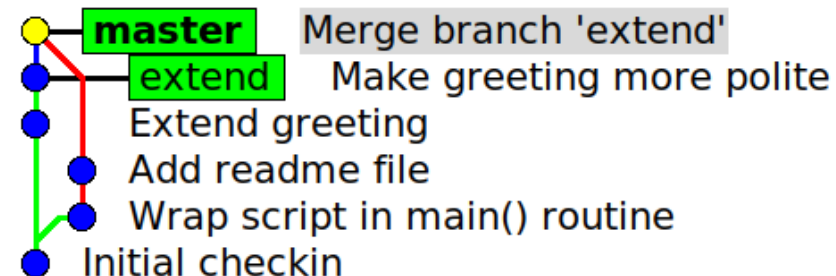 master Merge branch 'extend'
extend Make greeting more polite
Extend greeting
Add readme file
Wrap script in main() routine
Initial checkin